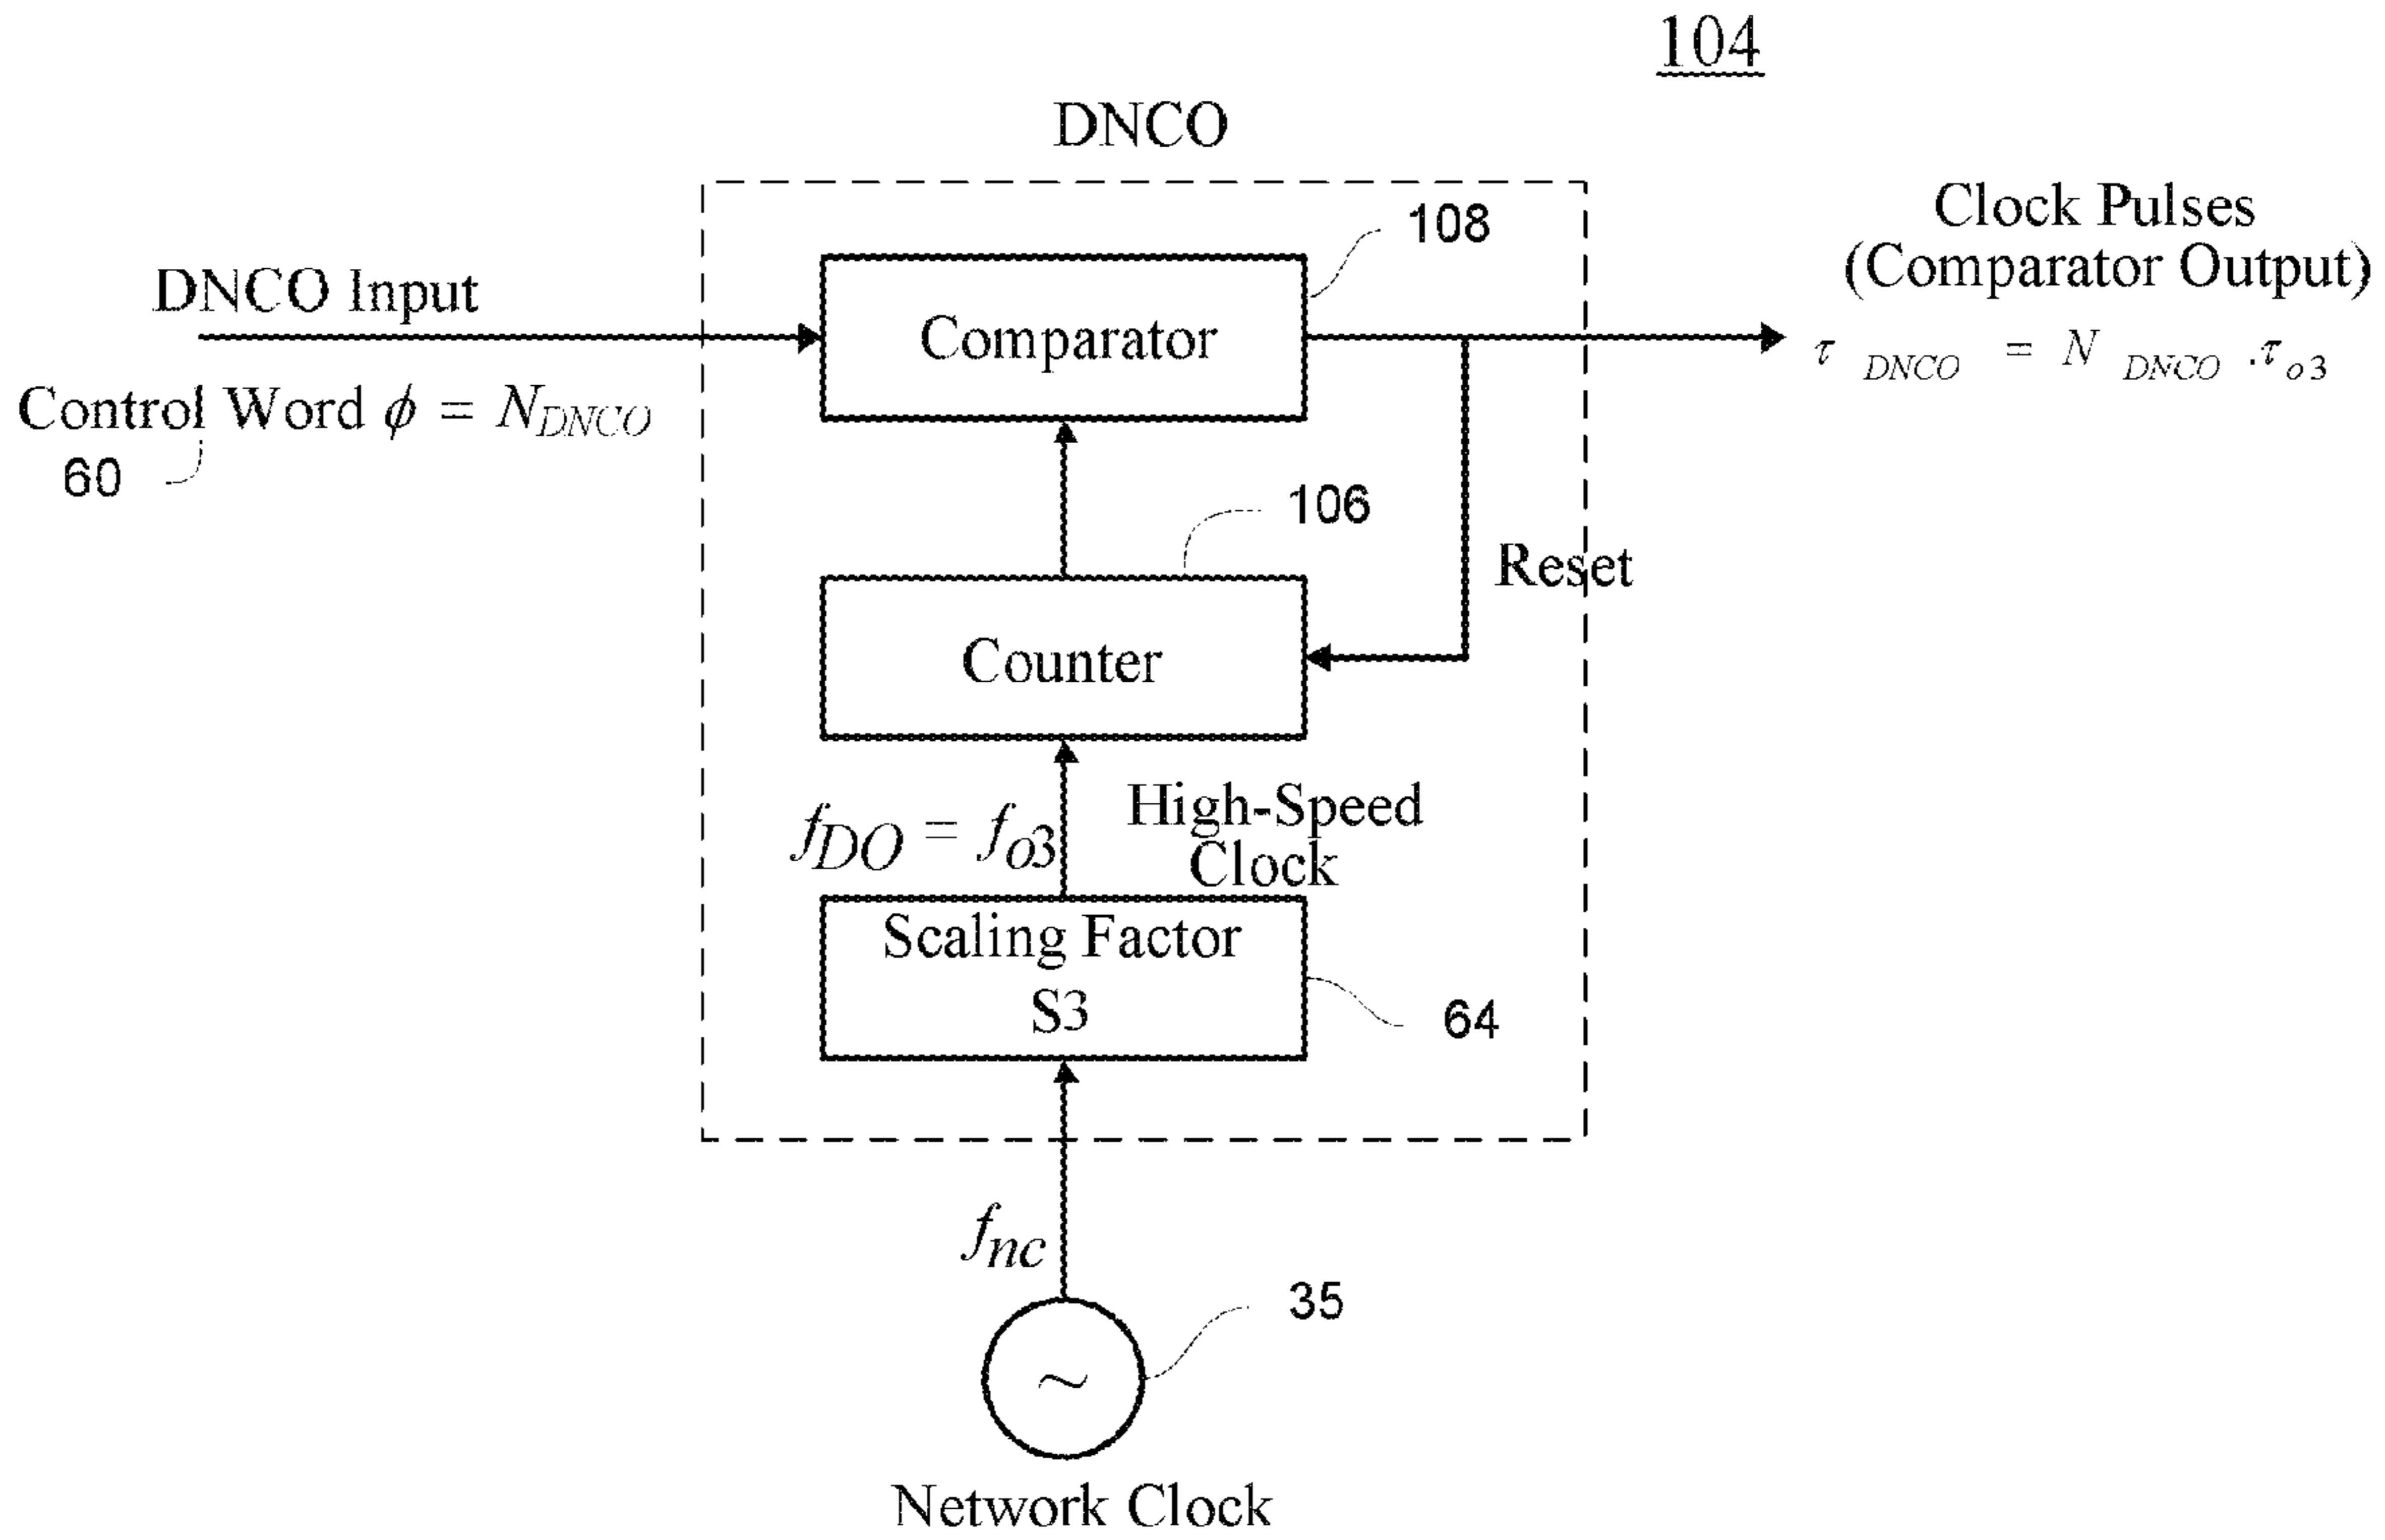 104
DNCO
108
Clock Pulses
(Comparator Output)
τ DNCO = N DNCO .τo3
DNCO Input
Comparator
Control Word ϕ = NDNCO
60
106
Reset
Counter
High-Speed
Clock
fDO = fo3
Scaling Factor
S3
64
fnc
35
~
Network Clock